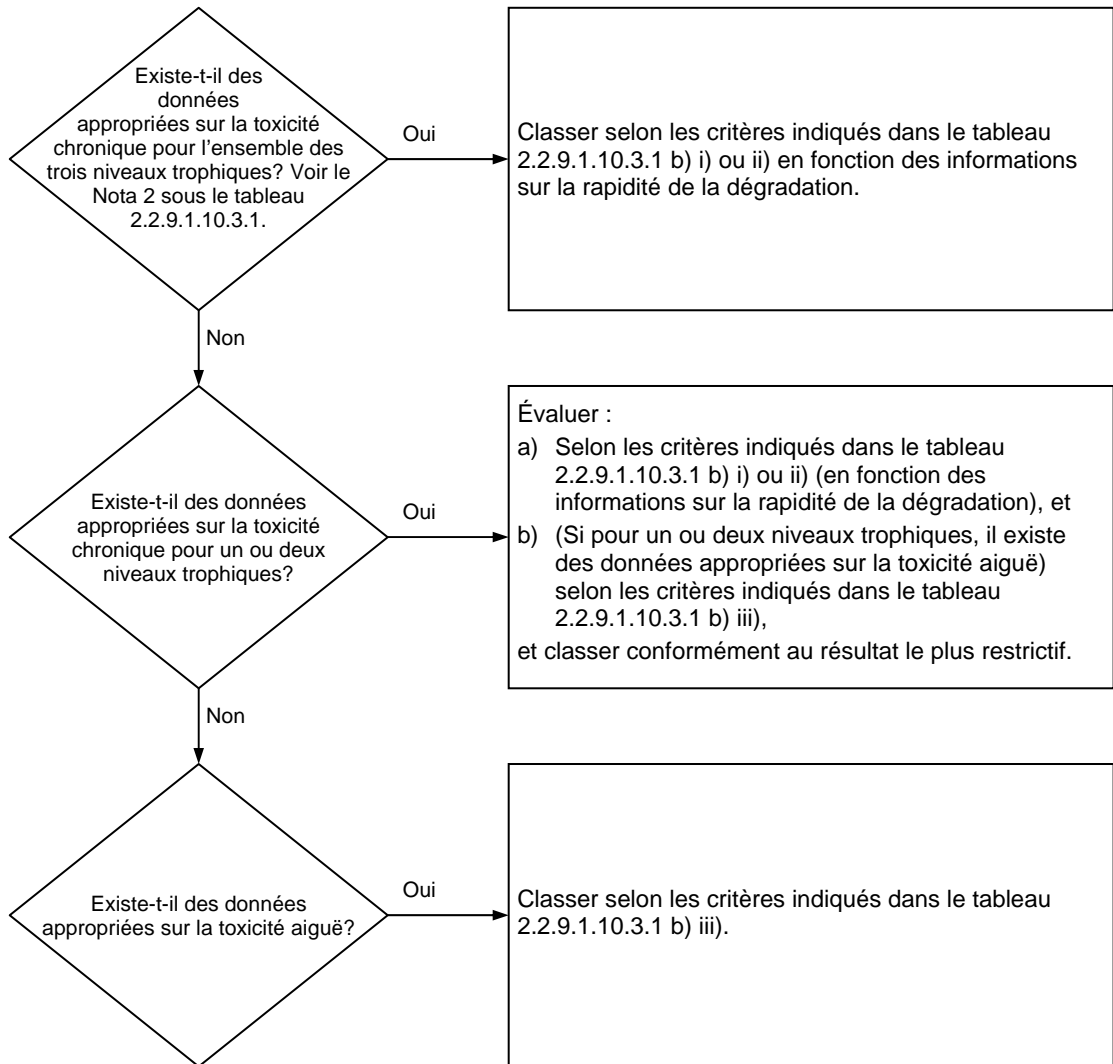 Existe-t-il des
données
appropriées sur la toxicité
chronique pour l'ensemble des
trois niveaux trophiques? Voir le
Nota 2 sous le tableau
2.2.9.1.10.3.1.
Oui
Classer selon les critères indiqués dans le tableau
2.2.9.1.10.3.1 b) i) ou ii) en fonction des informations
sur la rapidité de la dégradation.
Non
Existe-t-il des données
appropriées sur la toxicité
chronique pour un ou deux
niveaux trophiques?
Oui
Évaluer :
a) Selon les critères indiqués dans le tableau
2.2.9.1.10.3.1 b) i) ou ii) (en fonction des
informations sur la rapidité de la dégradation), et
b) (Si pour un ou deux niveaux trophiques, il existe
des données appropriées sur la toxicité aiguë)
selon les critères indiqués dans le tableau
2.2.9.1.10.3.1 b) iii),
et classer conformément au résultat le plus restrictif.
Non
Existe-t-il des données
appropriées sur la toxicité aiguë?
Oui
Classer selon les critères indiqués dans le tableau
2.2.9.1.10.3.1 b) iii).